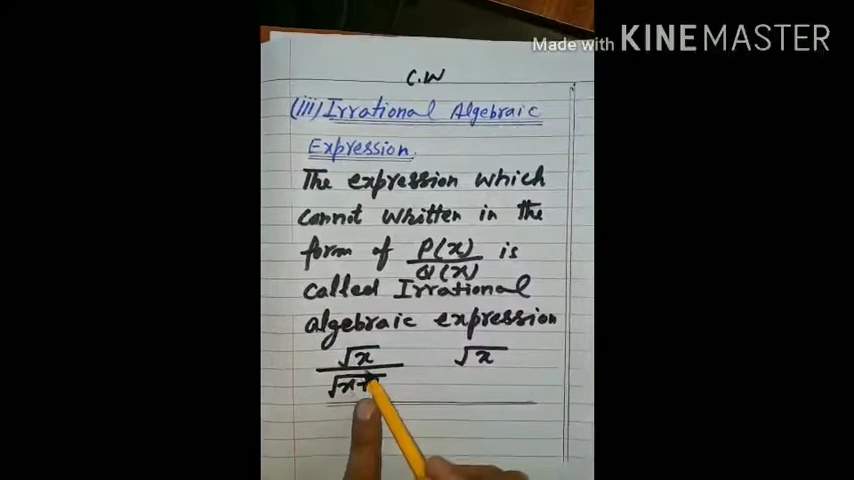 Made with KINEMASTER
C.W
(iii) Irrational Algebraic
Expression.
The expression which
cannot written in the
form of P(x)/Q(x) is
called Irrational
algebraic expression
√x √x
√x+